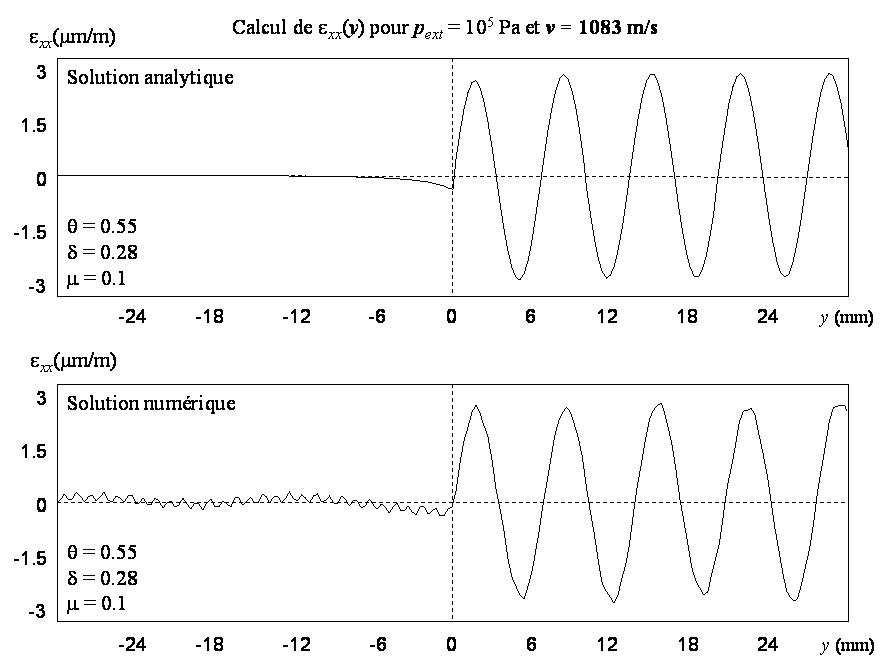 Calcul de εxx(y) pour pext = 10⁵ Pa et v = 1083 m/s
εxx(μm/m)
Solution analytique
3
1.5
0
-1.5
-3
θ = 0.55
δ = 0.28
μ = 0.1
-24 -18 -12 -6 0 6 12 18 24 y (mm)
εxx(μm/m)
Solution numérique
3
1.5
0
-1.5
-3
θ = 0.55
δ = 0.28
μ = 0.1
-24 -18 -12 -6 0 6 12 18 24 y (mm)